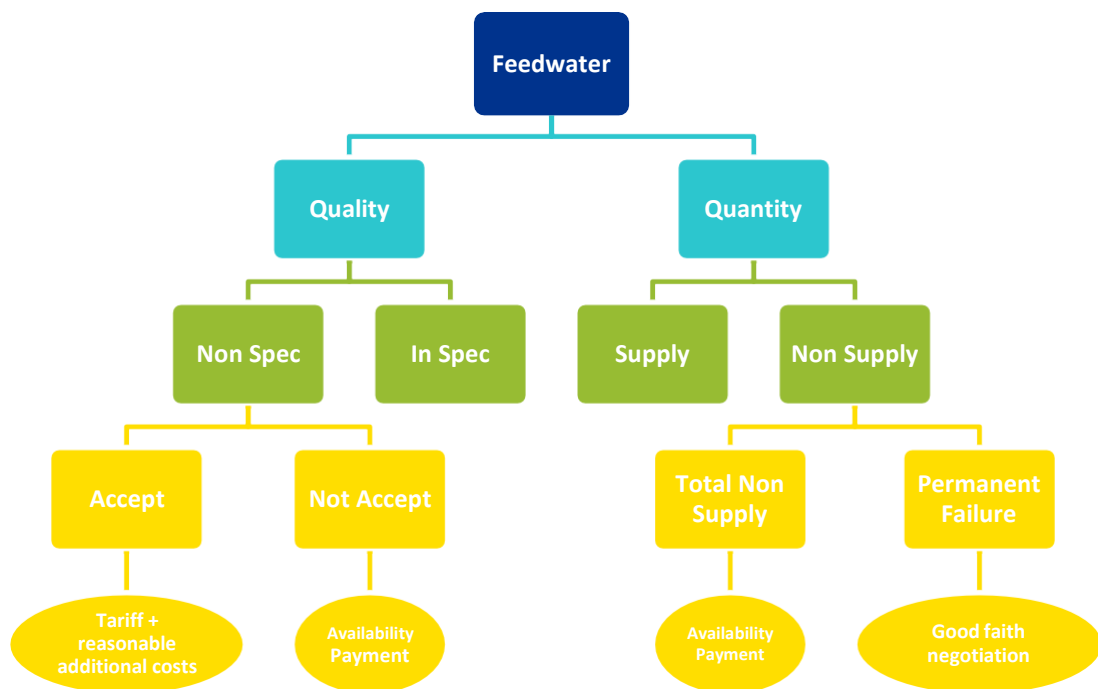 Feedwater
Quality
Quantity
Non Spec
In Spec
Supply
Non Supply
Accept
Not Accept
Total Non
Supply
Permanent
Failure
Tariff +
reasonable
additional costs
Availability
Payment
Availability
Payment
Good faith
negotiation